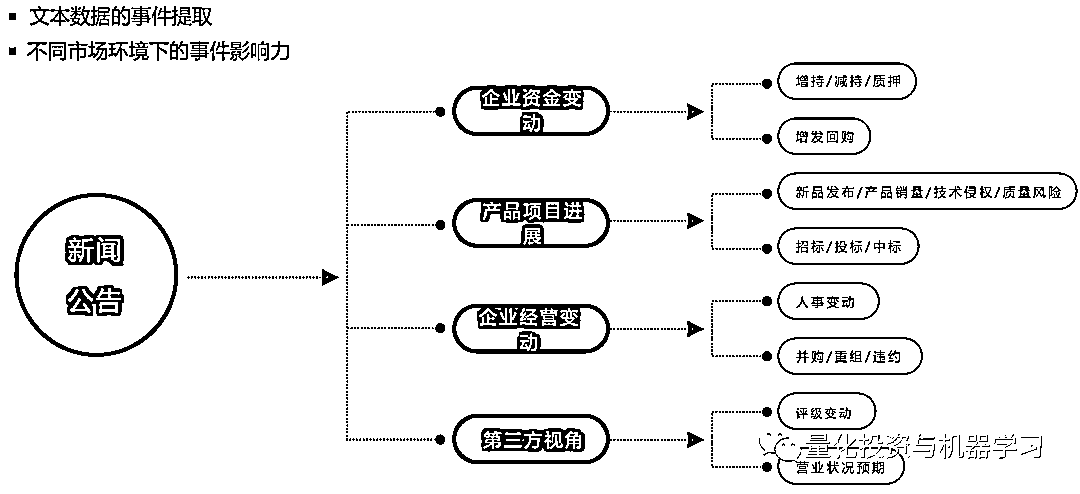 ▪ 文本数据的事件提取
▪ 不同市场环境下的事件影响力
新闻
公告
企业资金变
动
增持/减持/质押
增发回购
产品项目进
展
新品发布/产品销量/技术侵权/质量风险
招标/投标/中标
企业经营变
动
人事变动
并购/重组/违约
第三方视角
评级变动
营业状况预期
量化投资与机器学习